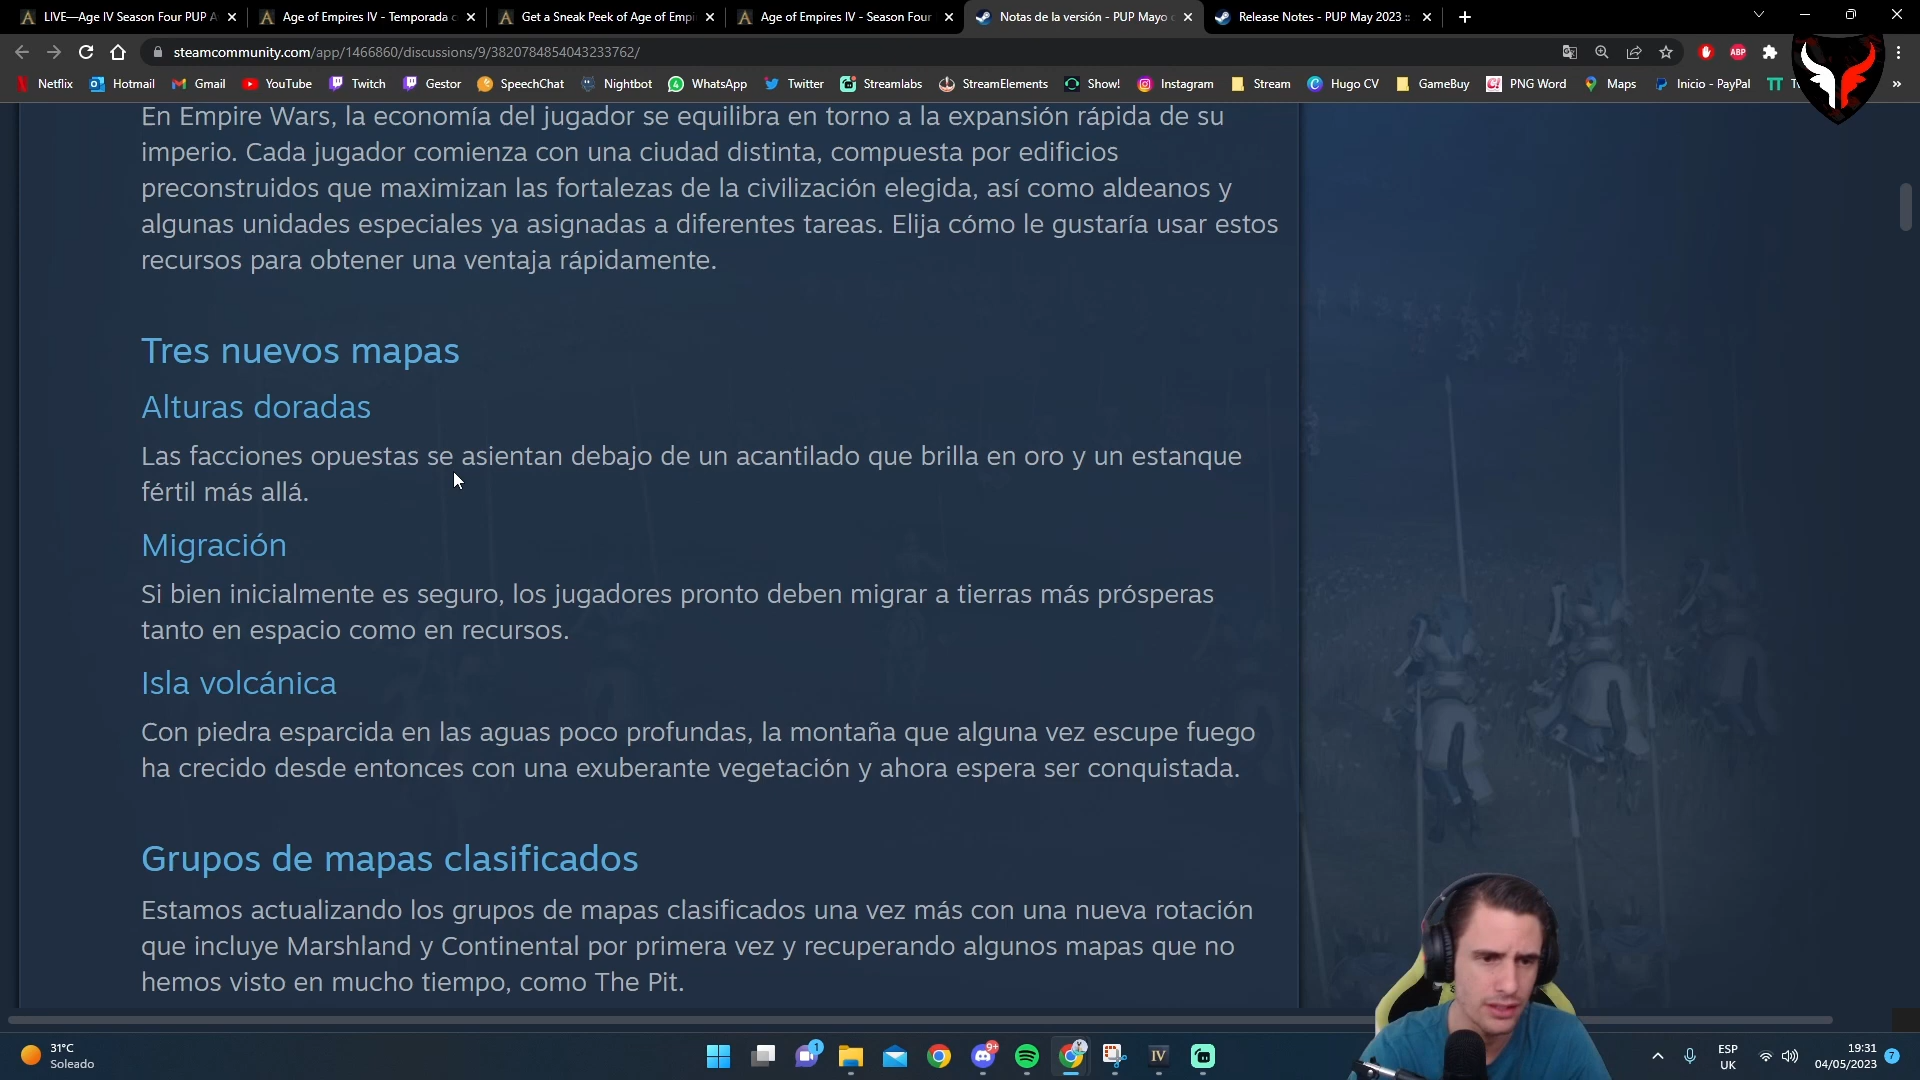 LIVE—Age IV Season Four PUP A
Age of Empires IV - Temporada c
Get a Sneak Peek of Age of Empi
Age of Empires IV - Season Four
Notas de la versión - PUP Mayo
Release Notes - PUP May 2023 ::
steamcommunity.com/app/1466860/discussions/9/3820784854043233762/
ABP
Netflix
Hotmail
Gmail
YouTube
Twitch
Gestor
SpeechChat
Nightbot
WhatsApp
Twitter
Streamlabs
StreamElements
Show!
Instagram
Stream
Hugo CV
GameBuy
PNG Word
Maps
Inicio - PayPal
En Empire Wars, la economía del jugador se equilibra en torno a la expansión rápida de su
imperio. Cada jugador comienza con una ciudad distinta, compuesta por edificios
preconstruidos que maximizan las fortalezas de la civilización elegida, así como aldeanos y
algunas unidades especiales ya asignadas a diferentes tareas. Elija cómo le gustaría usar estos
recursos para obtener una ventaja rápidamente.
Tres nuevos mapas
Alturas doradas
Las facciones opuestas se asientan debajo de un acantilado que brilla en oro y un estanque
fértil más allá.
Migración
Si bien inicialmente es seguro, los jugadores pronto deben migrar a tierras más prósperas
tanto en espacio como en recursos.
Isla volcánica
Con piedra esparcida en las aguas poco profundas, la montaña que alguna vez escupe fuego
ha crecido desde entonces con una exuberante vegetación y ahora espera ser conquistada.
Grupos de mapas clasificados
Estamos actualizando los grupos de mapas clasificados una vez más con una nueva rotación
que incluye Marshland y Continental por primera vez y recuperando algunos mapas que no
hemos visto en mucho tiempo, como The Pit.
31°C
Soleado
1
9+
IV
ESP
UK
19:31
04/05/2023
7